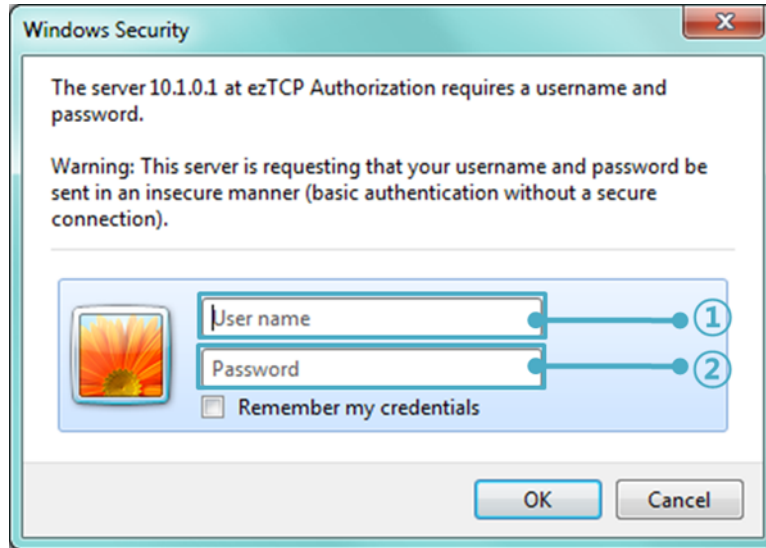 Windows Security
The server 10.1.0.1 at ezTCP Authorization requires a username and
password.
Warning: This server is requesting that your username and password be
sent in an insecure manner (basic authentication without a secure
connection).
User name ①
Password ②
Remember my credentials
OK Cancel